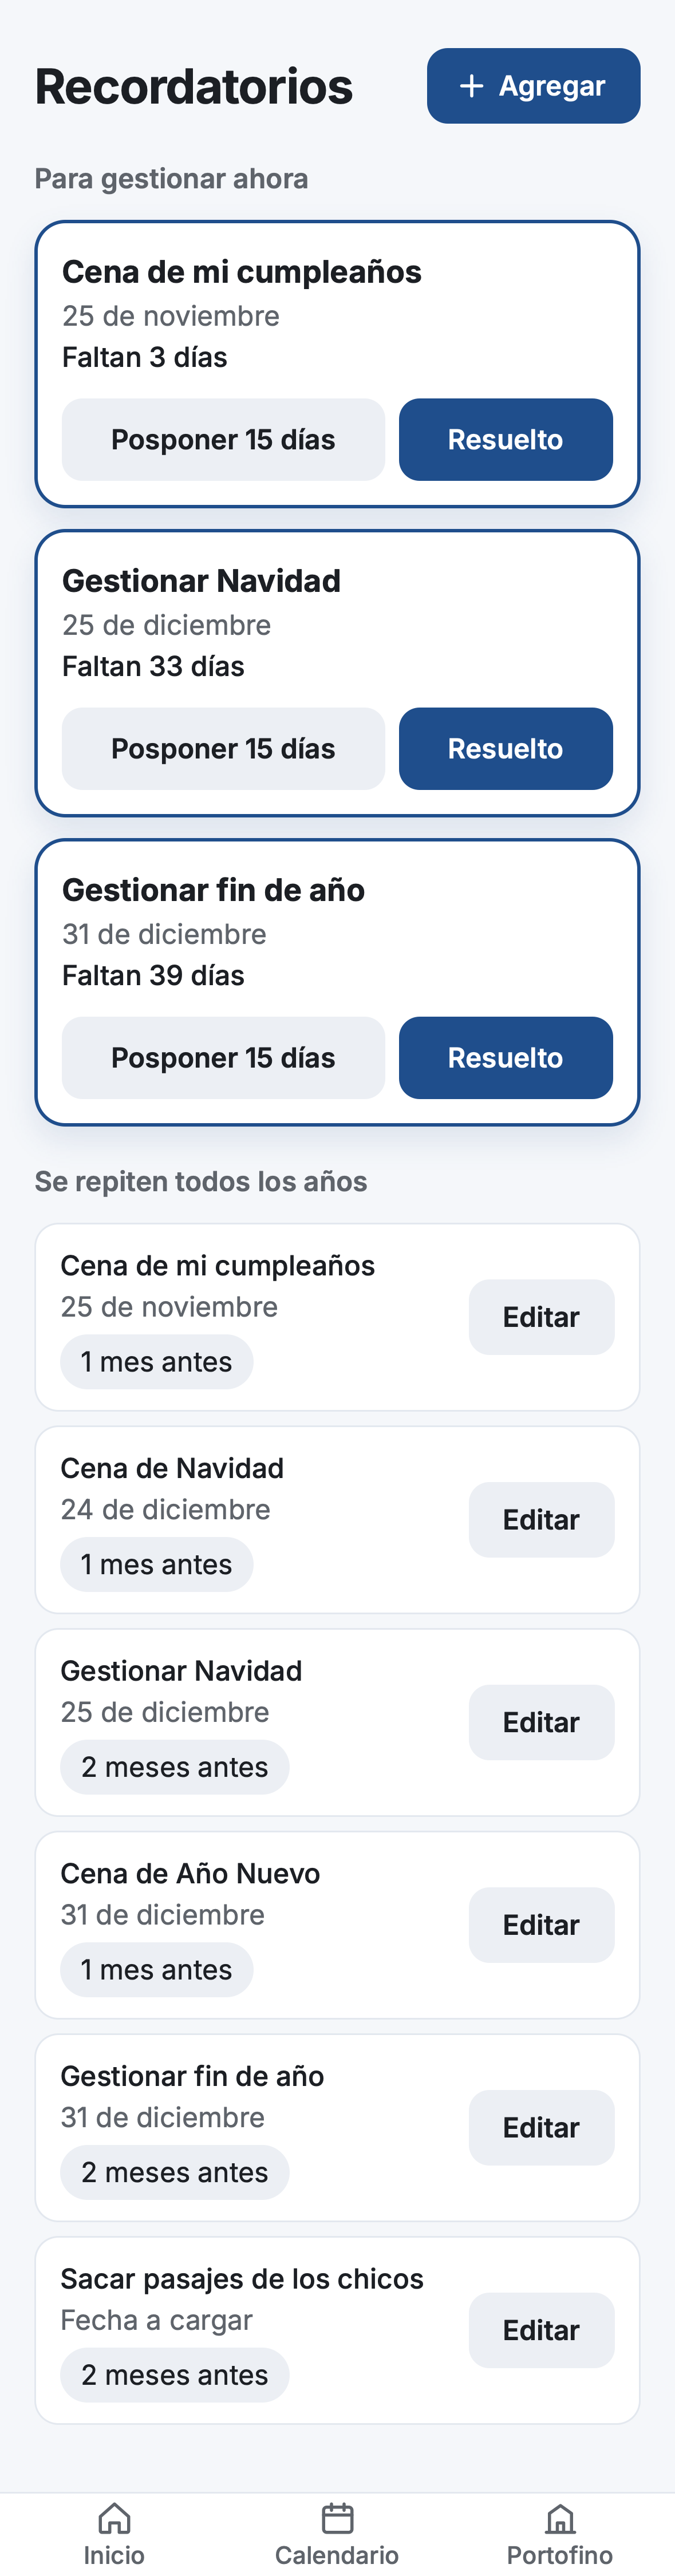 Recordatorios
+ Agregar
Para gestionar ahora
Cena de mi cumpleaños
25 de noviembre
Faltan 3 días
Posponer 15 días
Resuelto
Gestionar Navidad
25 de diciembre
Faltan 33 días
Posponer 15 días
Resuelto
Gestionar fin de año
31 de diciembre
Faltan 39 días
Posponer 15 días
Resuelto
Se repiten todos los años
Cena de mi cumpleaños
25 de noviembre
1 mes antes
Editar
Cena de Navidad
24 de diciembre
1 mes antes
Editar
Gestionar Navidad
25 de diciembre
2 meses antes
Editar
Cena de Año Nuevo
31 de diciembre
1 mes antes
Editar
Gestionar fin de año
31 de diciembre
2 meses antes
Editar
Sacar pasajes de los chicos
Fecha a cargar
2 meses antes
Editar
Inicio
Calendario
Portofino